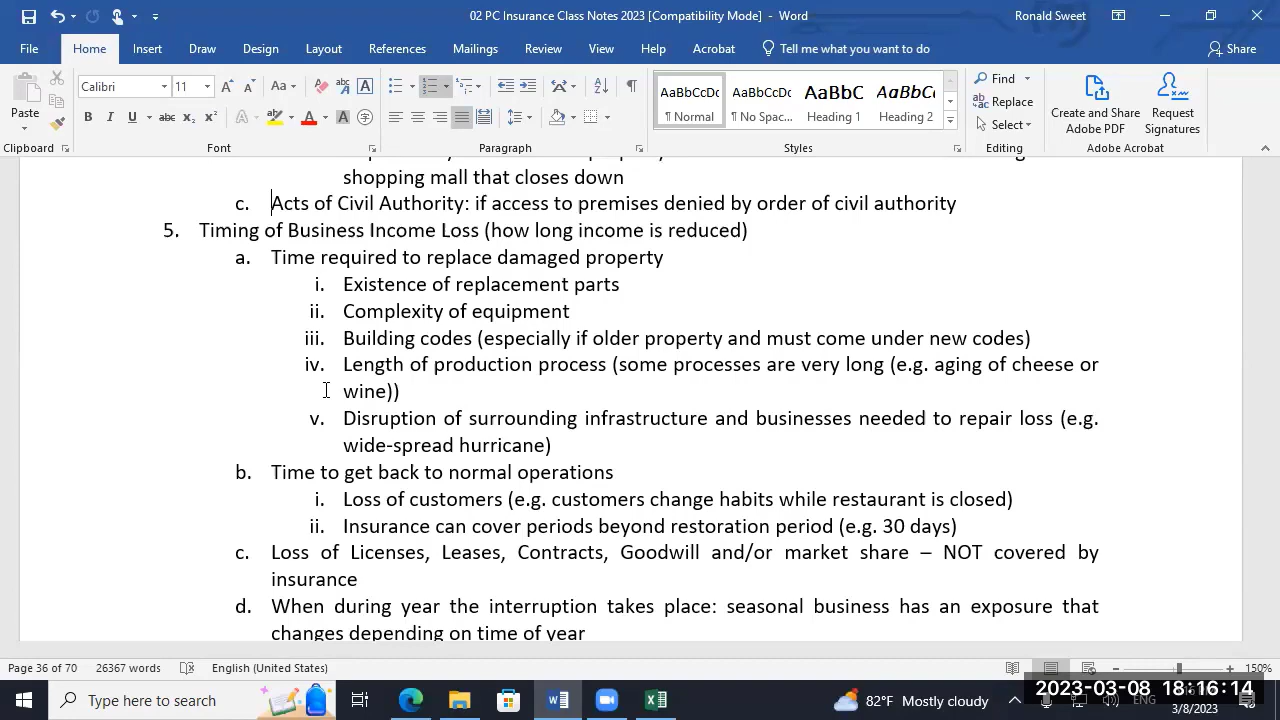 02 PC Insurance Class Notes 2023 [Compatibility Mode] - Word
Ronald Sweet
File Home Insert Draw Design Layout References Mailings Review View Help Acrobat Tell me what you want to do Share
Calibri 11 Aa
Paste
B I U abc x₂ x² A
AaBbCcDc AaBbCcDc AaBbC AaBbC
¶ Normal ¶ No Spac... Heading 1 Heading 2
Find
Replace
Select
Create and Share Adobe PDF
Request Signatures
Clipboard Font Paragraph Styles Editing Adobe Acrobat
shopping mall that closes down
c. Acts of Civil Authority: if access to premises denied by order of civil authority
5. Timing of Business Income Loss (how long income is reduced)
a. Time required to replace damaged property
i. Existence of replacement parts
ii. Complexity of equipment
iii. Building codes (especially if older property and must come under new codes)
iv. Length of production process (some processes are very long (e.g. aging of cheese or
wine))
v. Disruption of surrounding infrastructure and businesses needed to repair loss (e.g.
wide-spread hurricane)
b. Time to get back to normal operations
i. Loss of customers (e.g. customers change habits while restaurant is closed)
ii. Insurance can cover periods beyond restoration period (e.g. 30 days)
c. Loss of Licenses, Leases, Contracts, Goodwill and/or market share – NOT covered by
insurance
d. When during year the interruption takes place: seasonal business has an exposure that
changes depending on time of year
Page 36 of 70 26367 words English (United States) 150%
Type here to search
82°F Mostly cloudy
ENG
2023-03-08 18:16:14
3/8/2023